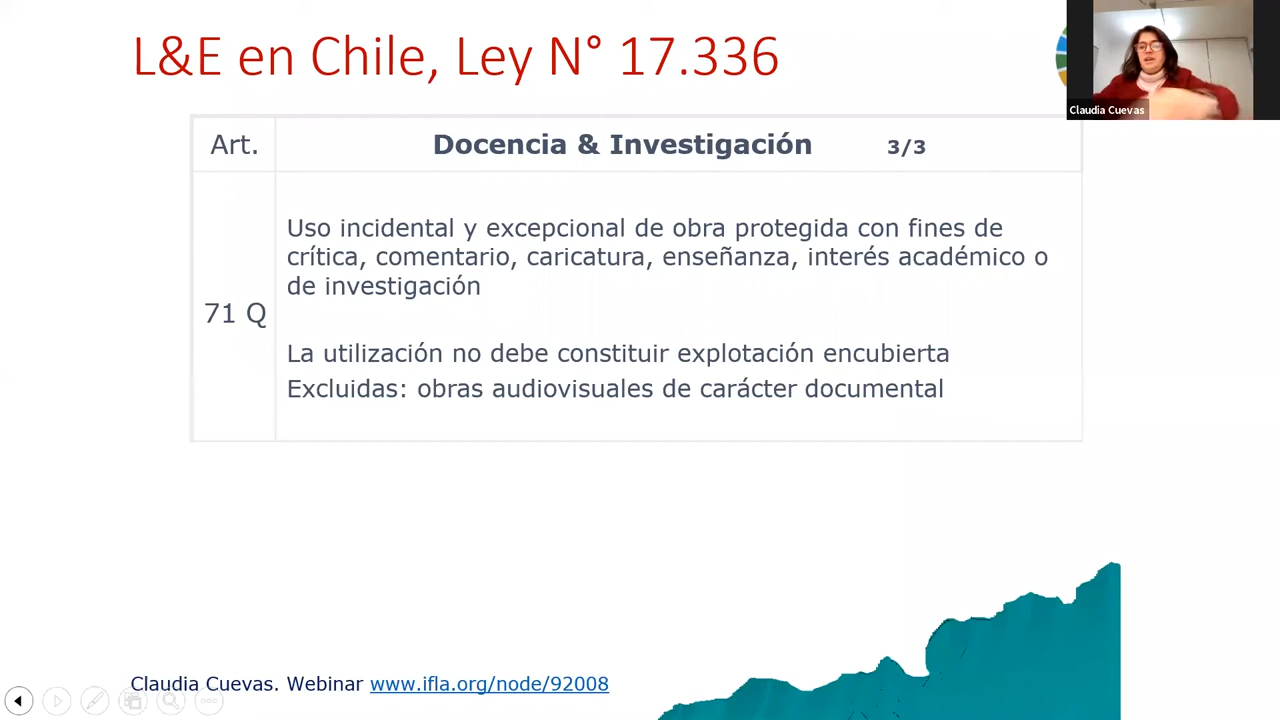 L&E en Chile, Ley N° 17.336
Claudia Cuevas
Art.
Docencia & Investigación 3/3
71 Q
Uso incidental y excepcional de obra protegida con fines de
crítica, comentario, caricatura, enseñanza, interés académico o
de investigación
La utilización no debe constituir explotación encubierta
Excluidas: obras audiovisuales de carácter documental
Claudia Cuevas. Webinar www.ifla.org/node/92008